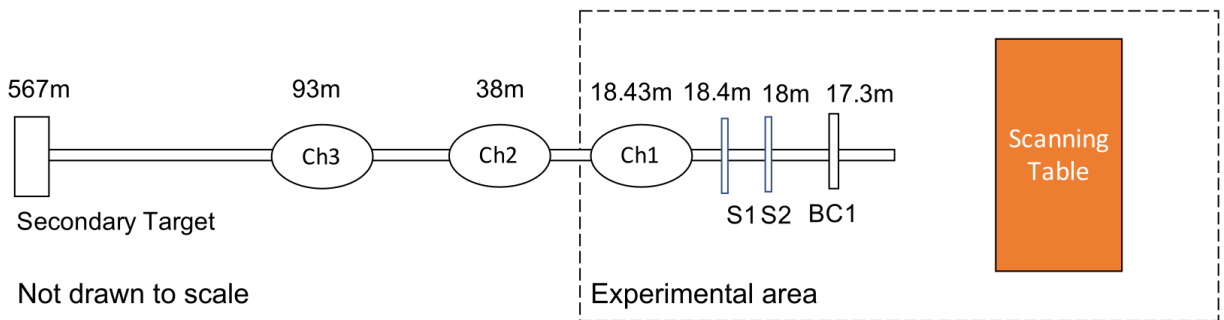 567m
93m
38m
18.43m
18.4m
18m
17.3m
Ch3
Ch2
Ch1
Scanning
Table
Secondary Target
S1
S2
BC1
Not drawn to scale
Experimental area